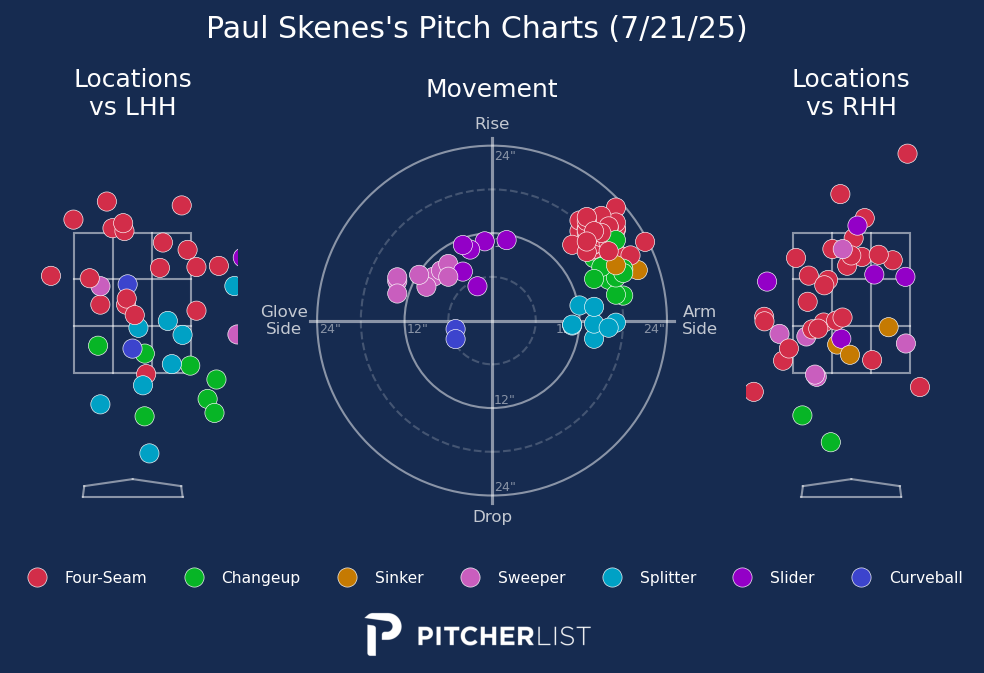 Paul Skenes's Pitch Charts (7/21/25)
Locations
vs LHH
Movement
Locations
vs RHH
Rise
24"
Glove
Side
24"
12"
24"
Arm
Side
12"
24"
Drop
Four-Seam
Changeup
Sinker
Sweeper
Splitter
Slider
Curveball
PITCHERLIST